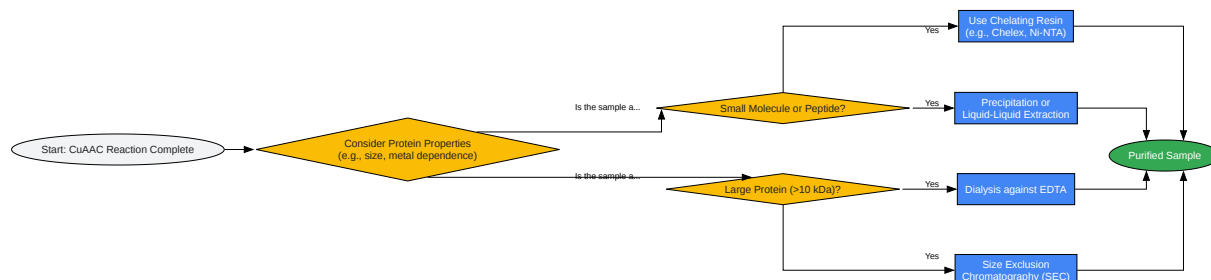 Start: CuAAC Reaction Complete
Consider Protein Properties
(e.g., size, metal dependence)
Is the sample a...
Is the sample a...
Small Molecule or Peptide?
Large Protein (>10 kDa)?
Yes
Yes
Yes
Yes
Use Chelating Resin
(e.g., Chelex, Ni-NTA)
Precipitation or
Liquid-Liquid Extraction
Dialysis against EDTA
Size Exclusion
Chromatography (SEC)
Purified Sample